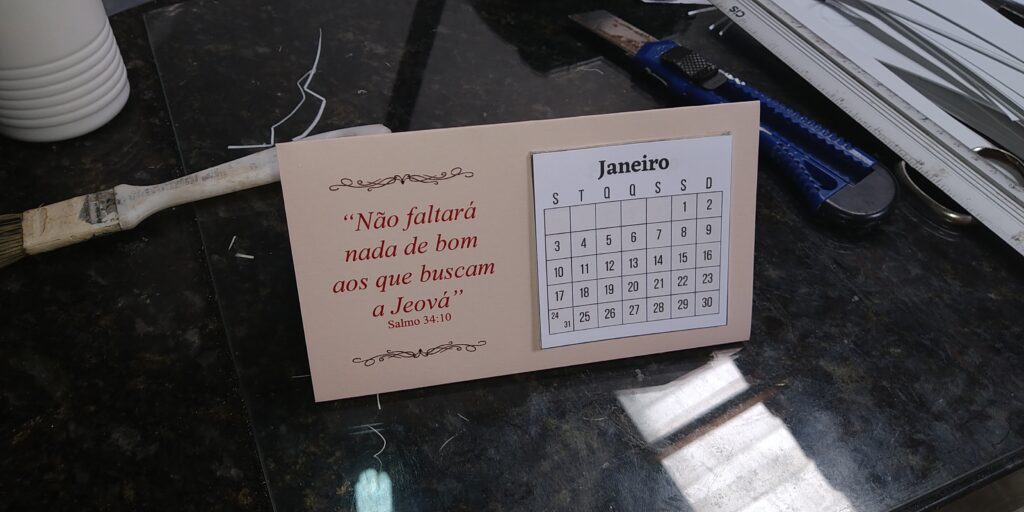 “Não faltará
nada de bom
aos que buscam
a Jeová”
Salmo 34:10
Janeiro
S T Q Q S S D
1 2
3 4 5 6 7 8 9
10 11 12 13 14 15 16
17 18 19 20 21 22 23
24 31 25 26 27 28 29 30
CiS